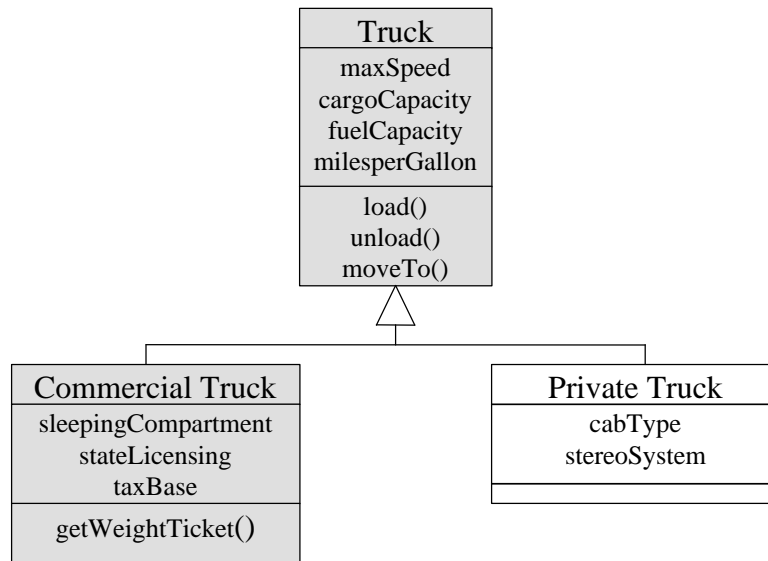 Truck
maxSpeed
cargoCapacity
fuelCapacity
milesperGallon
load()
unload()
moveTo()
Commercial Truck
sleepingCompartment
stateLicensing
taxBase
getWeightTicket()
Private Truck
cabType
stereoSystem